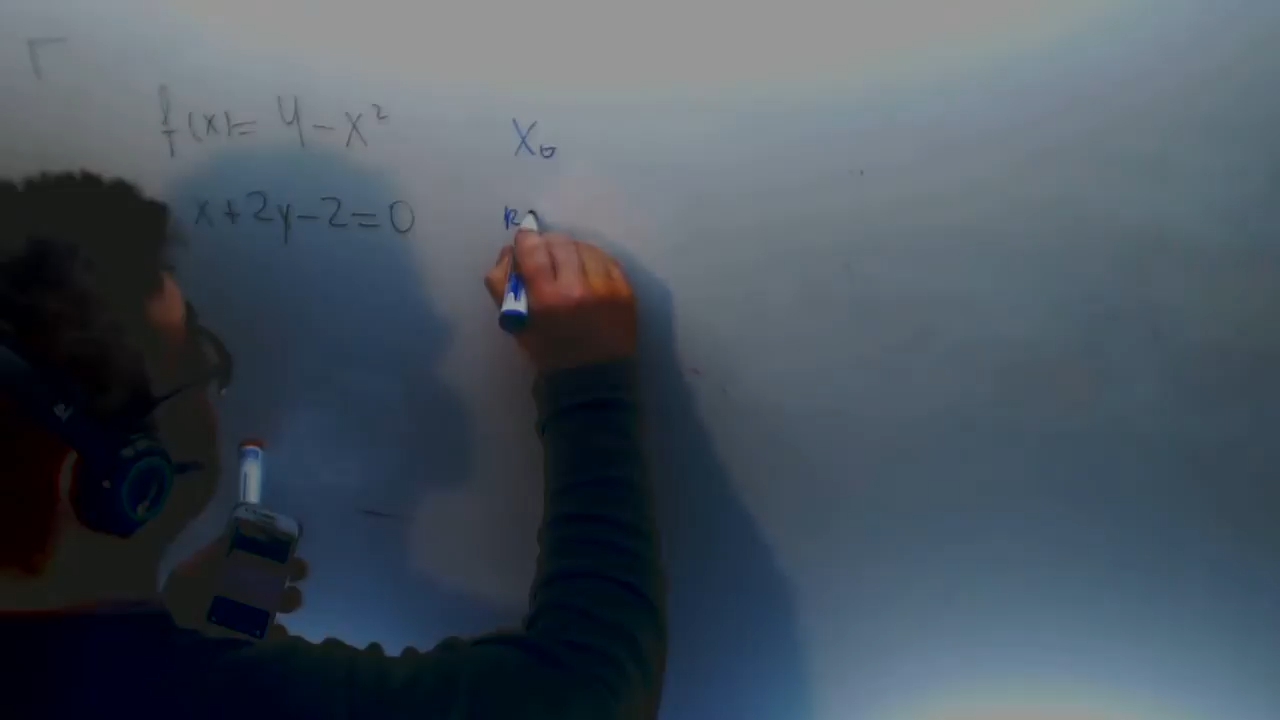 f(x)= 4-x² x₀
x+2y-2=0 k